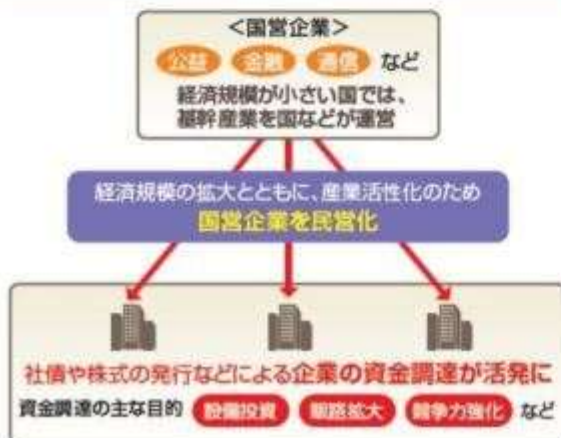 ＜国営企業＞
公益 金融 通信 など
経済規模が小さい国では、
基幹産業を国などが運営
経済規模の拡大とともに、産業活性化のため
国営企業を民営化
社債や株式の発行などによる企業の資金調達が活発に
資金調達の主な目的 設備投資 販路拡大 競争力強化 など